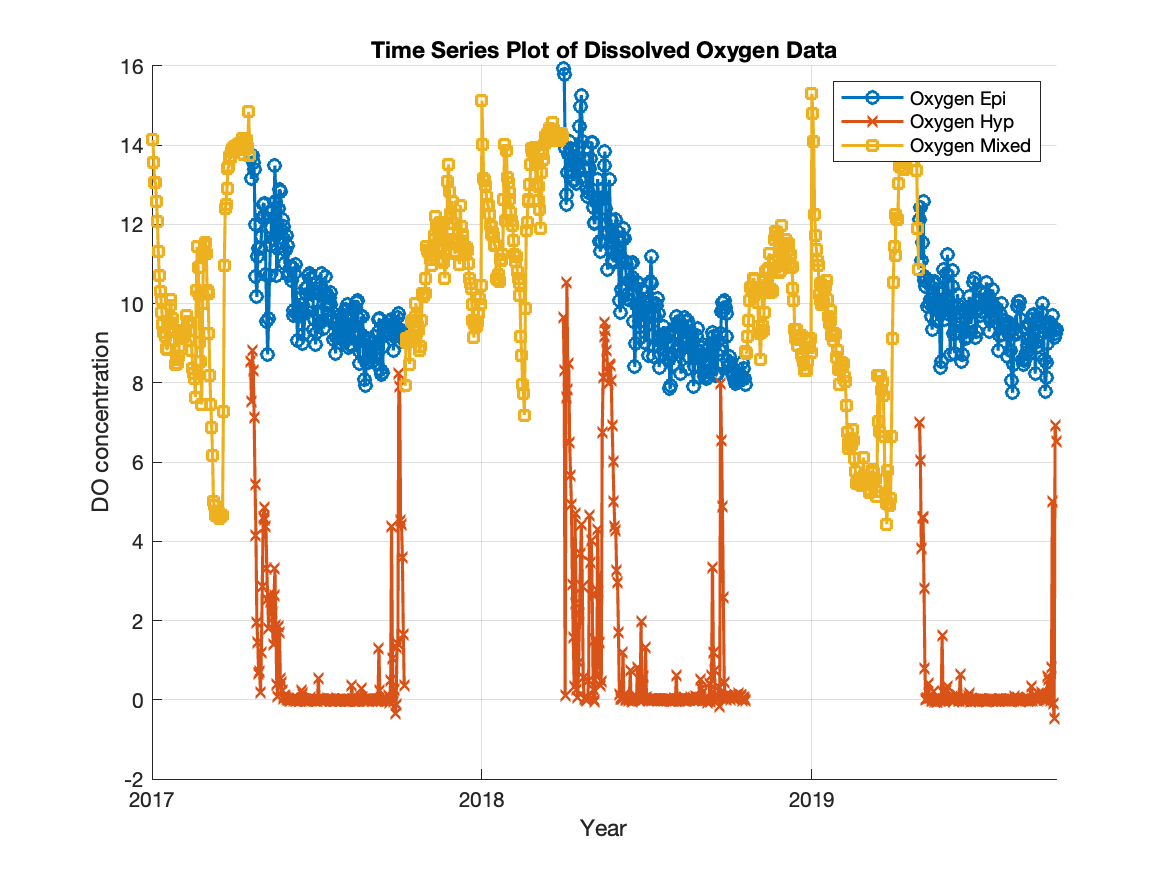 Time Series Plot of Dissolved Oxygen Data
16
14
12
10
8
6
4
2
0
-2
DO concentration
Oxygen Epi
Oxygen Hyp
Oxygen Mixed
2017
2018
2019
Year